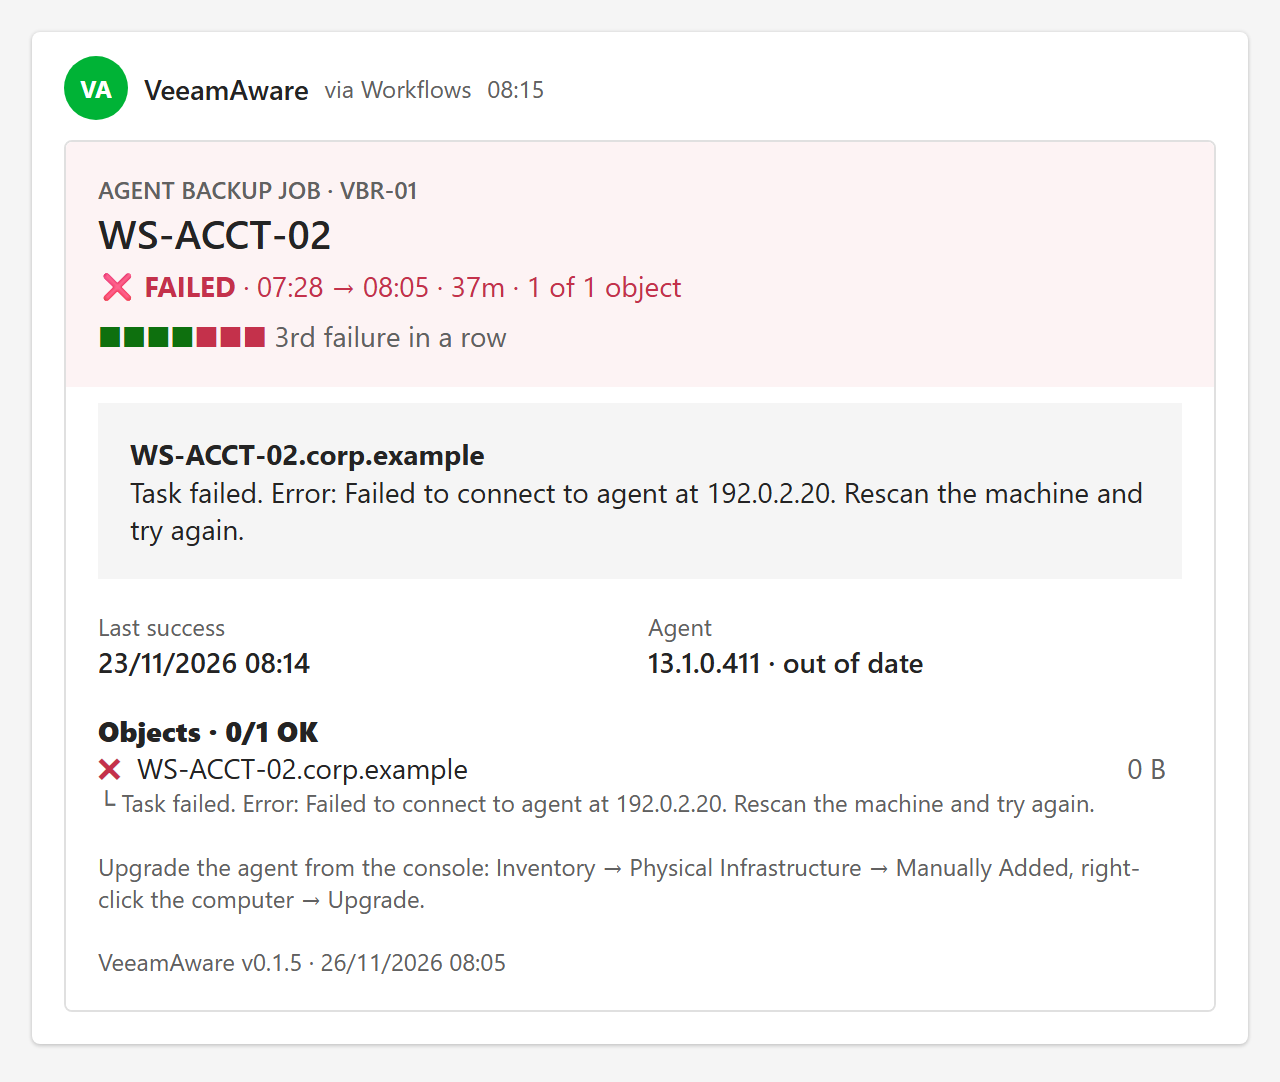 VA VeeamAware via Workflows 08:15
AGENT BACKUP JOB · VBR-01
WS-ACCT-02
❌ FAILED · 07:28 → 08:05 · 37m · 1 of 1 object
■■■■■■■ 3rd failure in a row
WS-ACCT-02.corp.example
Task failed. Error: Failed to connect to agent at 192.0.2.20. Rescan the machine and
try again.
Last success Agent
23/11/2026 08:14 13.1.0.411 · out of date
Objects · 0/1 OK
❌ WS-ACCT-02.corp.example 0 B
└ Task failed. Error: Failed to connect to agent at 192.0.2.20. Rescan the machine and try again.
Upgrade the agent from the console: Inventory → Physical Infrastructure → Manually Added, right-
click the computer → Upgrade.
VeeamAware v0.1.5 · 26/11/2026 08:05